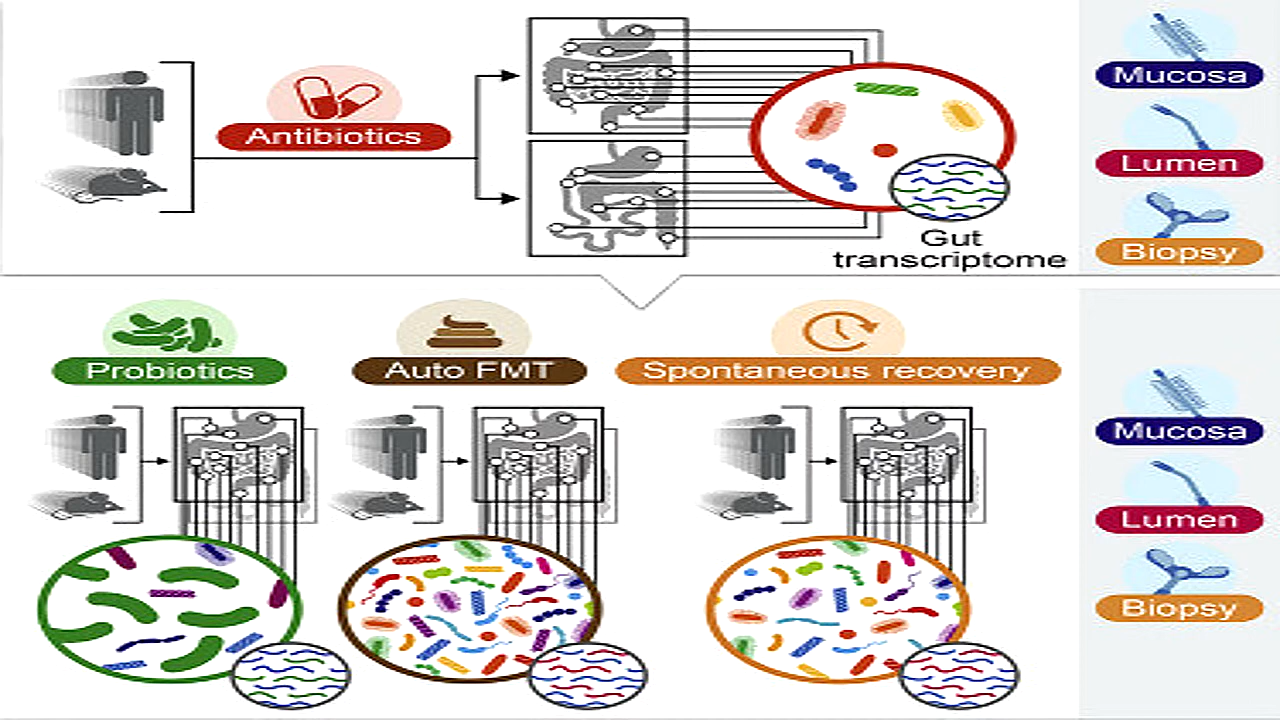 Antibiotics
Gut
transcriptome
Mucosa
Lumen
Biopsy
Probiotics
Auto FMT
Spontaneous recovery
Mucosa
Lumen
Biopsy